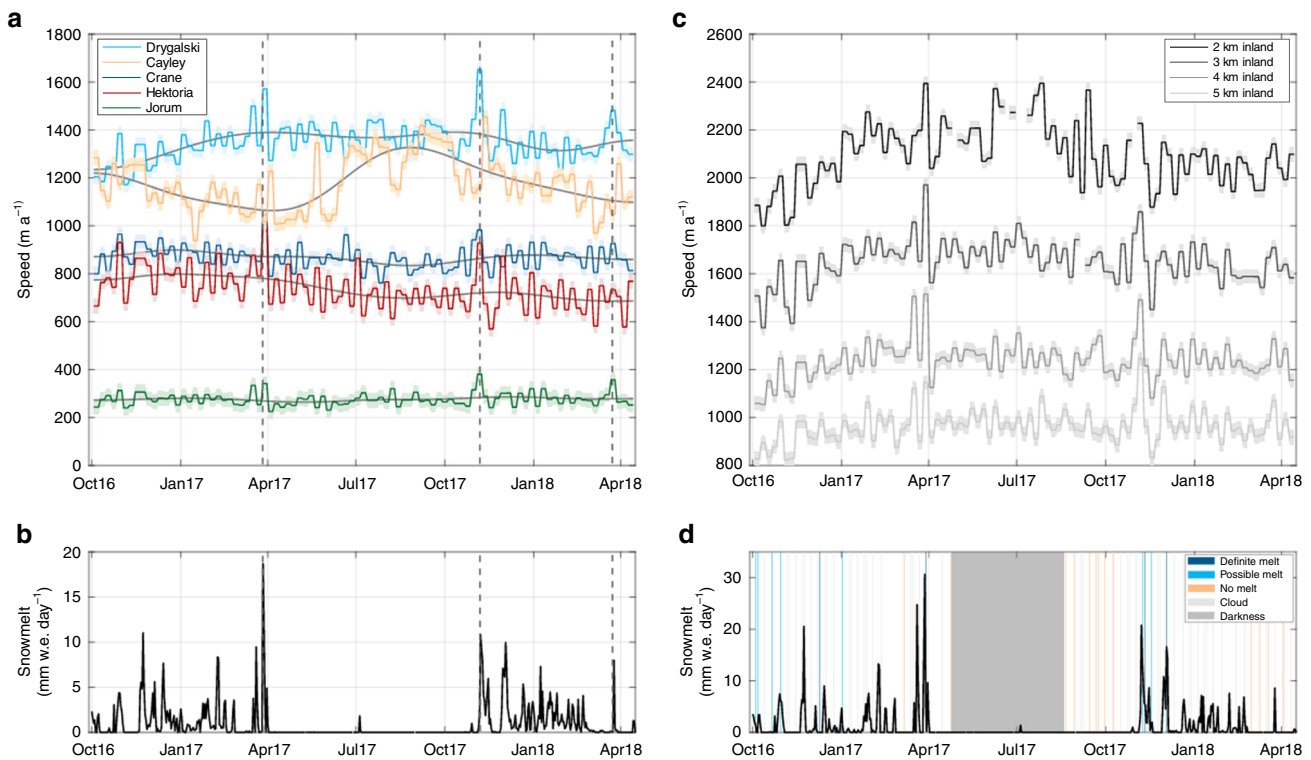 a
1800
1600
1400
1200
1000
800
600
400
200
0
Speed (m a⁻¹)
Drygalski
Cayley
Crane
Hektoria
Jorum
Oct16 Jan17 Apr17 Jul17 Oct17 Jan18 Apr18
c
2600
2400
2200
2000
1800
1600
1400
1200
1000
800
Speed (m a⁻¹)
2 km inland
3 km inland
4 km inland
5 km inland
Oct16 Jan17 Apr17 Jul17 Oct17 Jan18 Apr18
b
20
15
10
5
0
Snowmelt
(mm w.e. day⁻¹)
Oct16 Jan17 Apr17 Jul17 Oct17 Jan18 Apr18
d
30
20
10
0
Snowmelt
(mm w.e. day⁻¹)
Definite melt
Possible melt
No melt
Cloud
Darkness
Oct16 Jan17 Apr17 Jul17 Oct17 Jan18 Apr18